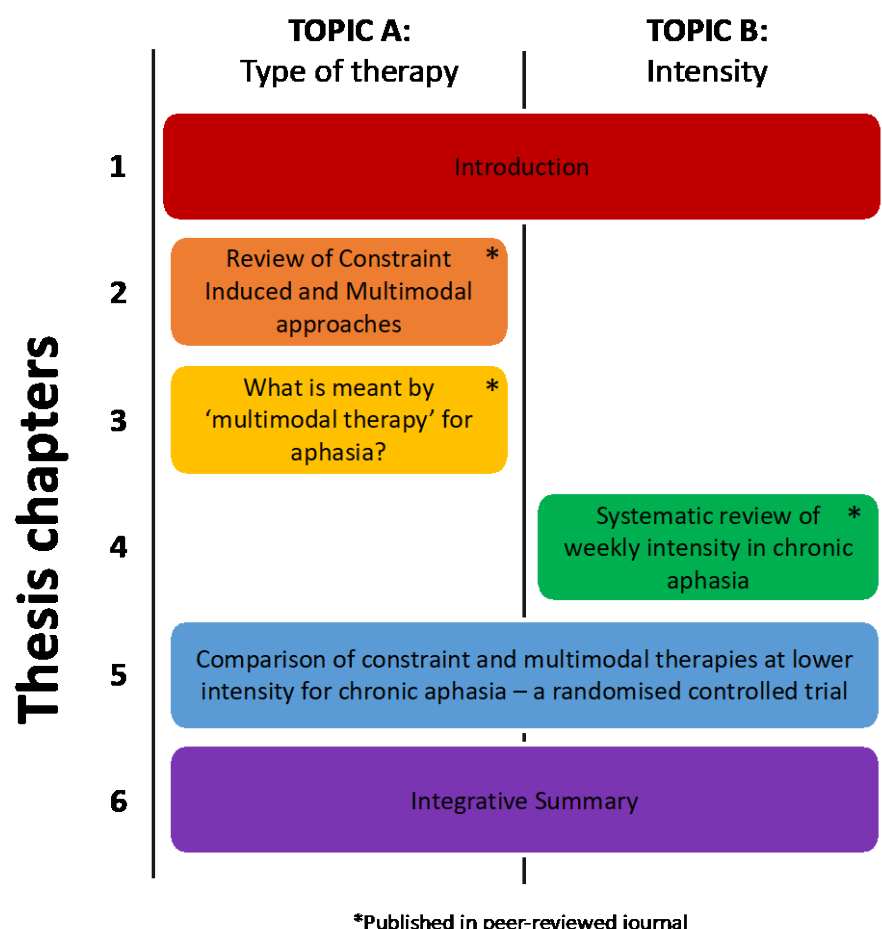 TOPIC A:
Type of therapy
TOPIC B:
Intensity
Thesis chapters
1
Introduction
2
Review of Constraint *
Induced and Multimodal
approaches
3
What is meant by *
‘multimodal therapy’ for
aphasia?
4
Systematic review of *
weekly intensity in chronic
aphasia
5
Comparison of constraint and multimodal therapies at lower
intensity for chronic aphasia – a randomised controlled trial
6
Integrative Summary
*Published in peer-reviewed journal